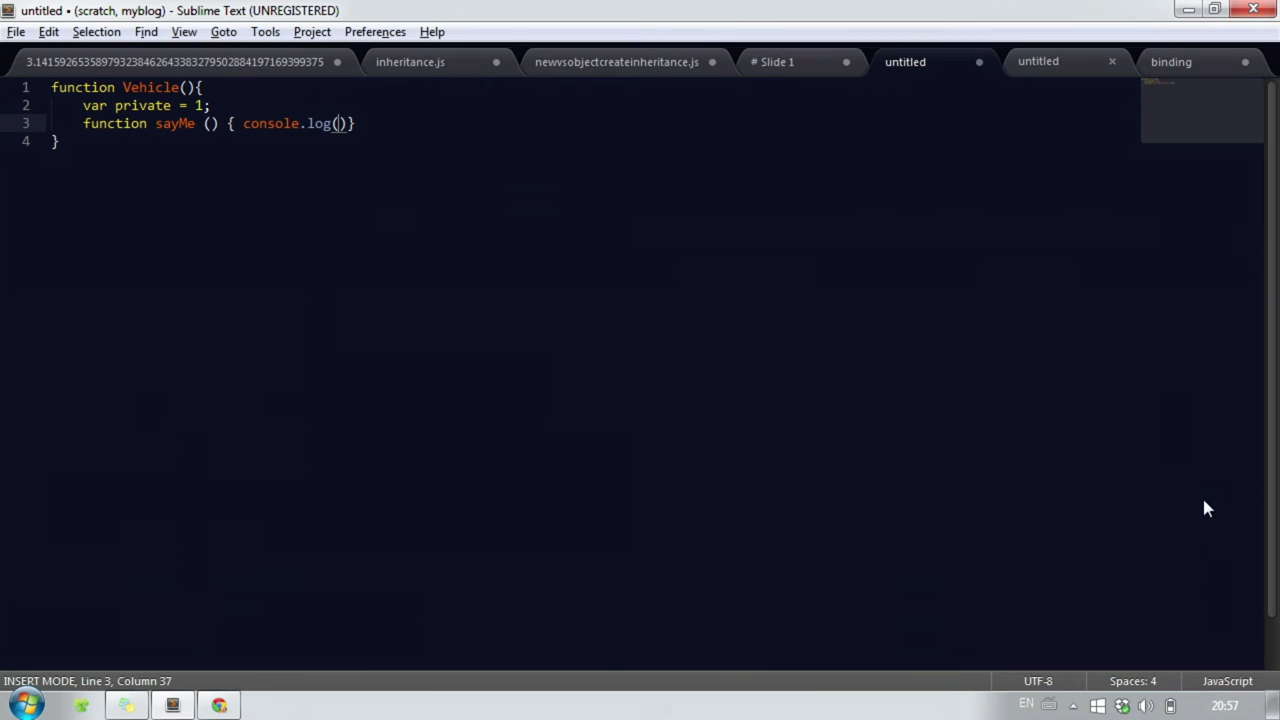 untitled • (scratch, myblog) - Sublime Text (UNREGISTERED)
File Edit Selection Find View Goto Tools Project Preferences Help
3.14159265358979323846264338327950288419716939937​5 inheritance.js newvsobjectcreateinheritance.js # Slide 1 untitled untitled binding
1 function Vehicle(){
2 var private = 1;
3 function sayMe () { console.log()}
4 }
INSERT MODE, Line 3, Column 37 UTF-8 Spaces: 4 JavaScript
EN 20:57